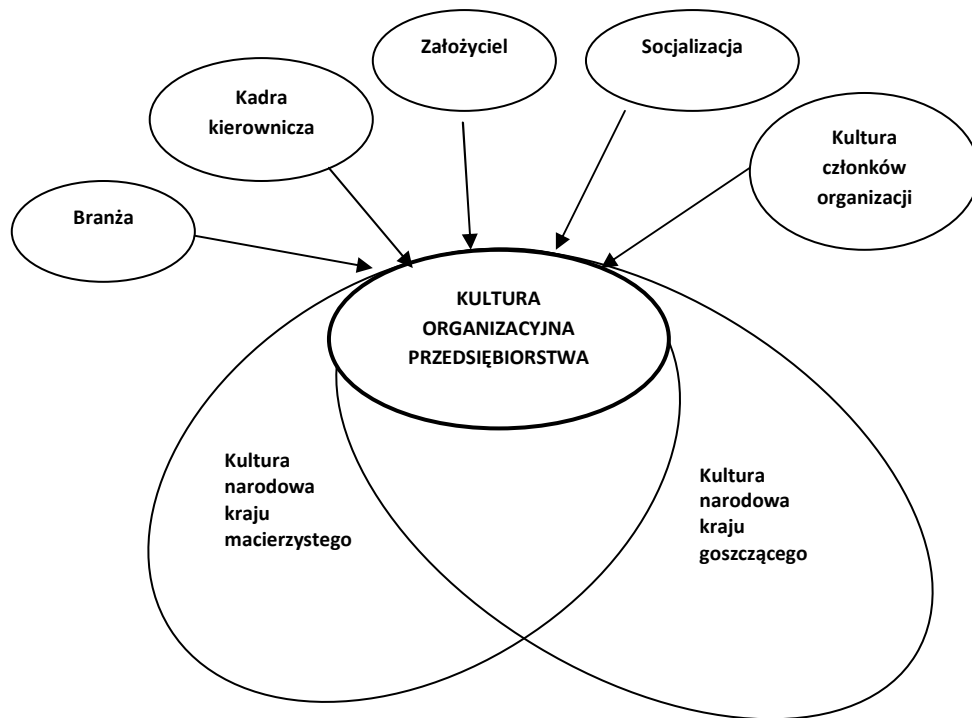 Założyciel
Socjalizacja
Kadra
kierownicza
Kultura
członków
organizacji
Branża
KULTURA
ORGANIZACYJNA
PRZEDSIĘBIORSTWA
Kultura
narodowa
kraju
macierzystego
Kultura
narodowa
kraju
goszczącego